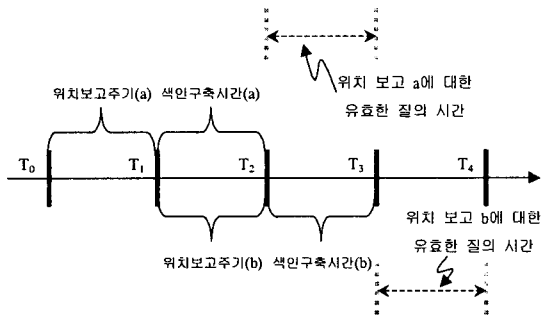 위치 보고 a에 대한
유효한 질의 시간
위치보고주기(a) 색인구축시간(a)
T0 T1 T2 T3 T4
위치보고주기(b) 색인구축시간(b)
위치 보고 b에 대한
유효한 질의 시간